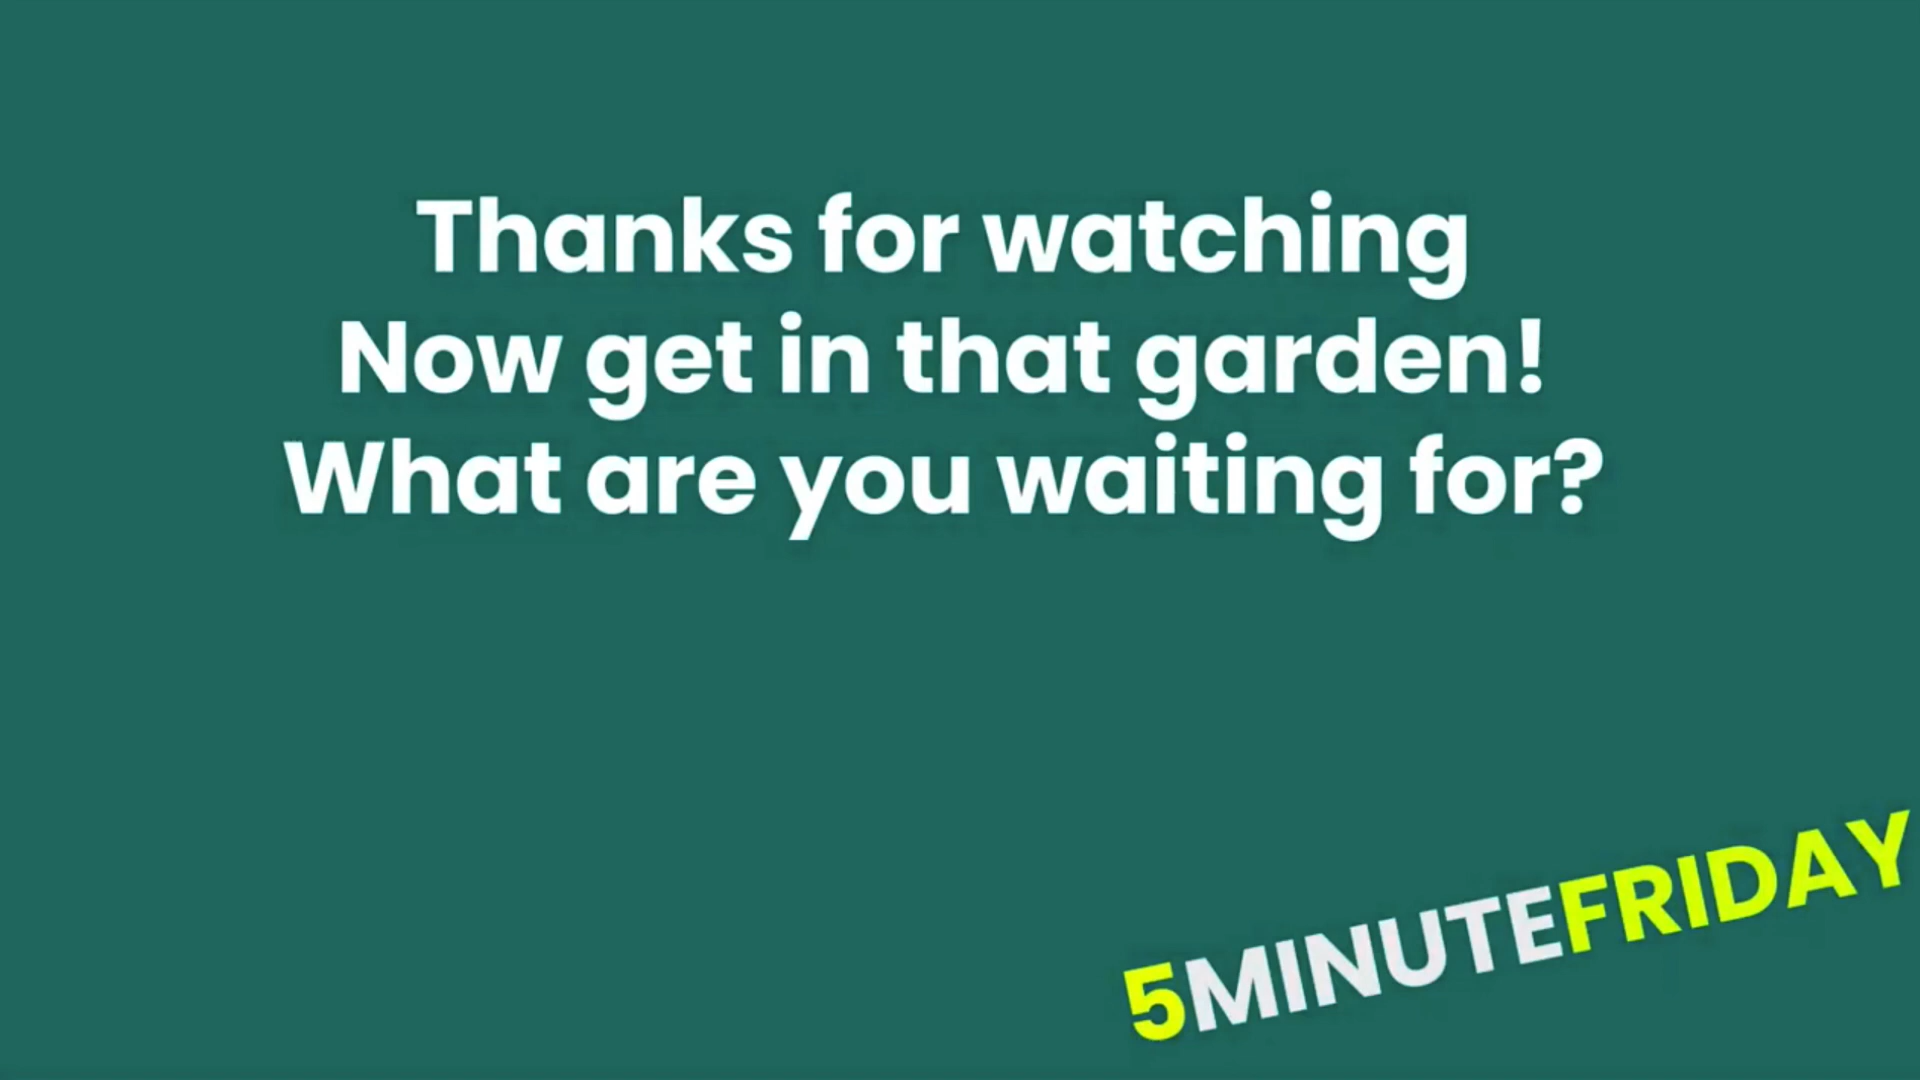 Thanks for watching
Now get in that garden!
What are you waiting for?
5MINUTEFRIDAY